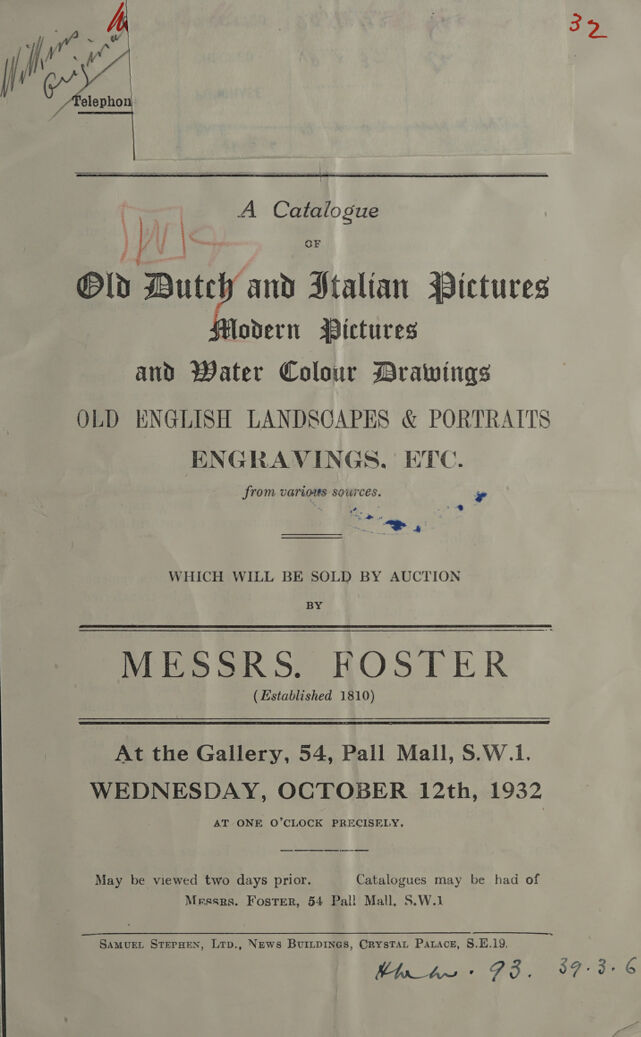 32
Wilkins
Original
Telephon
A Catalogue
OF
Old Dutch and Italian Pictures
Modern Pictures
and Water Colour Drawings
OLD ENGLISH LANDSCAPES & PORTRAITS
ENGRAVINGS, ETC.
from various sources.
WHICH WILL BE SOLD BY AUCTION
BY
MESSRS. FOSTER
(Established 1810)
At the Gallery, 54, Pall Mall, S.W.1.
WEDNESDAY, OCTOBER 12th, 1932
AT ONE O'CLOCK PRECISELY.
May be viewed two days prior. Catalogues may be had of
MESSRS. FOSTER, 54 Pall Mall, S.W.1
SAMUEL STEPHEN, LTD., NEWS BUILDINGS, CRYSTAL PALACE, S.E.19.
93. 39.3.6